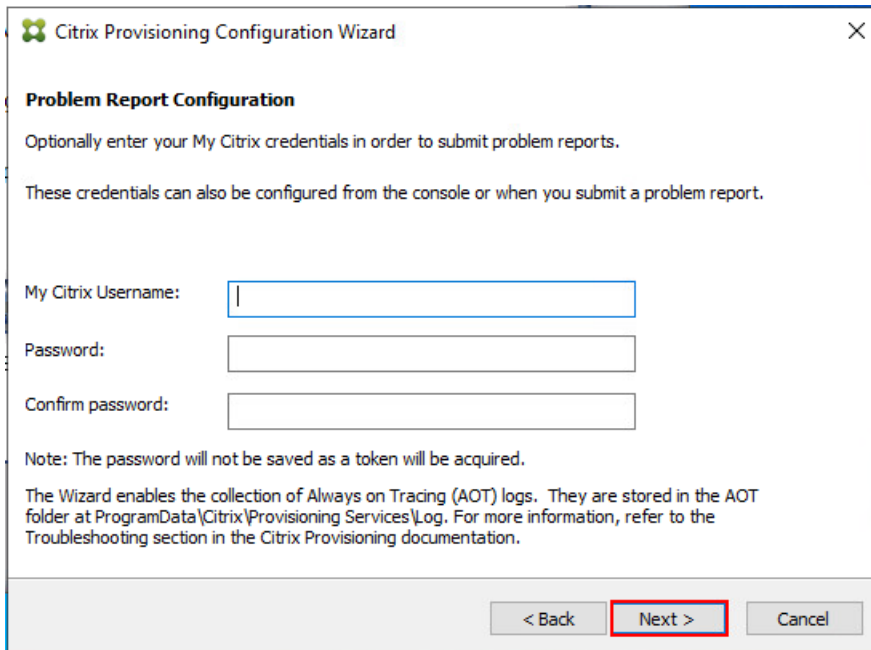 Citrix Provisioning Configuration Wizard
Problem Report Configuration
Optionally enter your My Citrix credentials in order to submit problem reports.
These credentials can also be configured from the console or when you submit a problem report.
My Citrix Username:
Password:
Confirm password:
Note: The password will not be saved as a token will be acquired.
The Wizard enables the collection of Always on Tracing (AOT) logs.  They are stored in the AOT
folder at ProgramData\Citrix\Provisioning Services\Log. For more information, refer to the
Troubleshooting section in the Citrix Provisioning documentation.
< Back Next > Cancel